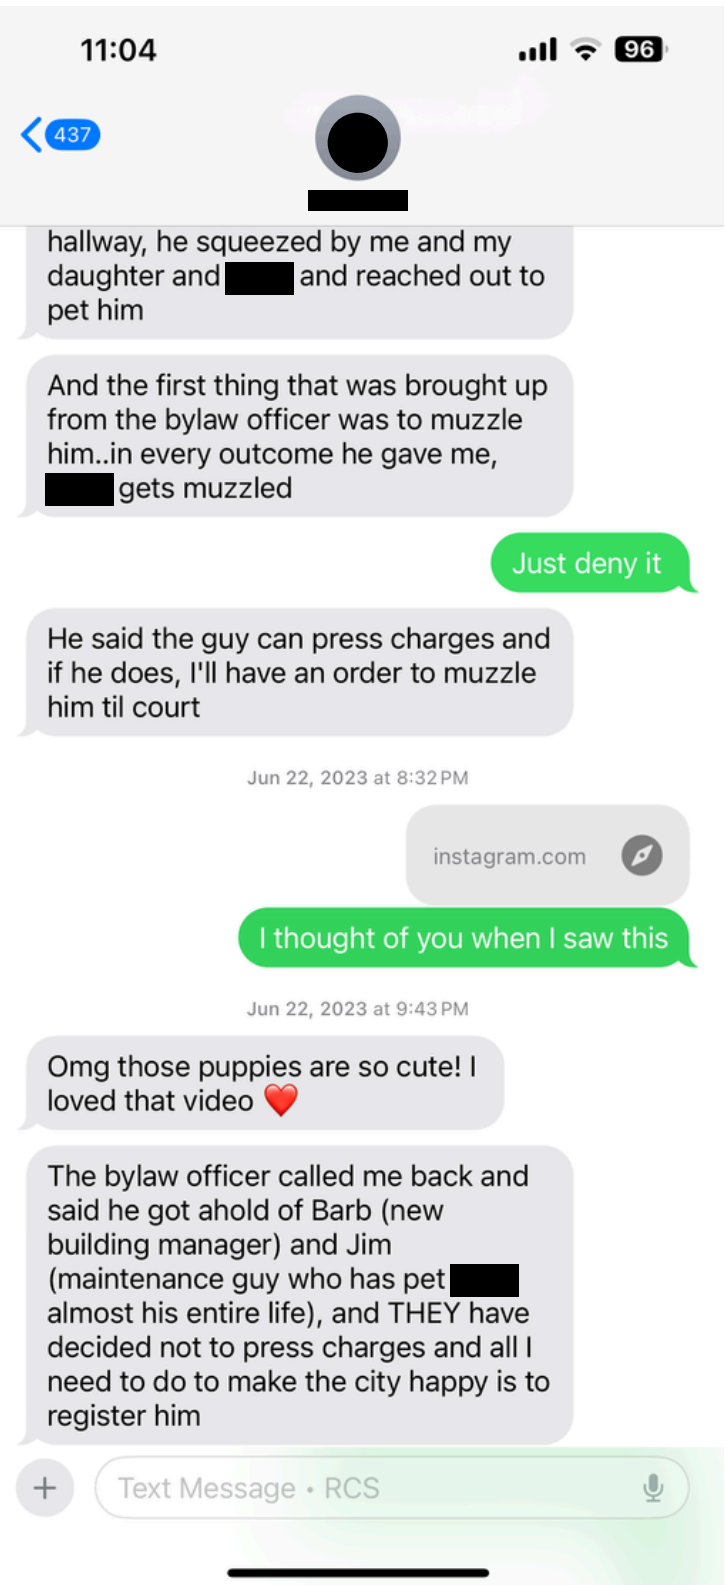 11:04
96
437
hallway, he squeezed by me and my
daughter and and reached out to
pet him
And the first thing that was brought up
from the bylaw officer was to muzzle
him..in every outcome he gave me,
gets muzzled
Just deny it
He said the guy can press charges and
if he does, I'll have an order to muzzle
him til court
Jun 22, 2023 at 8:32 PM
instagram.com
I thought of you when I saw this
Jun 22, 2023 at 9:43 PM
Omg those puppies are so cute! I
loved that video ❤️
The bylaw officer called me back and
said he got ahold of Barb (new
building manager) and Jim
(maintenance guy who has pet
almost his entire life), and THEY have
decided not to press charges and all I
need to do to make the city happy is to
register him
Text Message • RCS